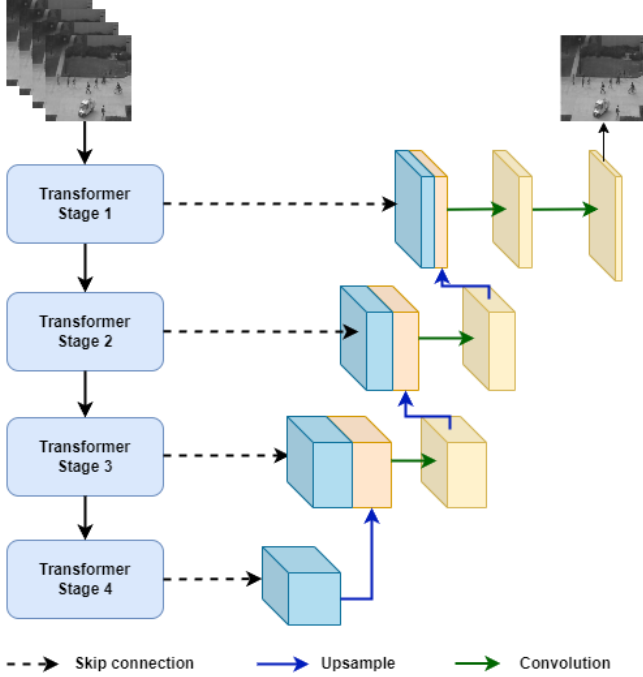 Transformer
Stage 1
Transformer
Stage 2
Transformer
Stage 3
Transformer
Stage 4
Skip connection
Upsample
Convolution